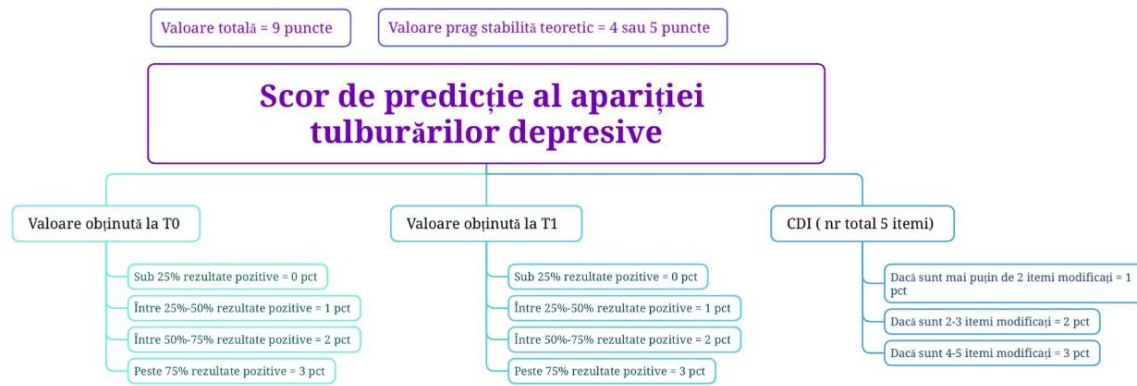 Valoare totală = 9 puncte
Valoare prag stabilită teoretic = 4 sau 5 puncte
Scor de predicție al apariției
tulburărilor depresive
Valoare obținută la T0
Sub 25% rezultate pozitive = 0 pct
Între 25%-50% rezultate pozitive = 1 pct
Între 50%-75% rezultate pozitive = 2 pct
Peste 75% rezultate pozitive = 3 pct
Valoare obținută la T1
Sub 25% rezultate pozitive = 0 pct
Între 25%-50% rezultate pozitive = 1 pct
Între 50%-75% rezultate pozitive = 2 pct
Peste 75% rezultate pozitive = 3 pct
CDI ( nr total 5 itemi)
Dacă sunt mai puțin de 2 itemi modificați = 1
pct
Dacă sunt 2-3 itemi modificați = 2 pct
Dacă sunt 4-5 itemi modificați = 3 pct